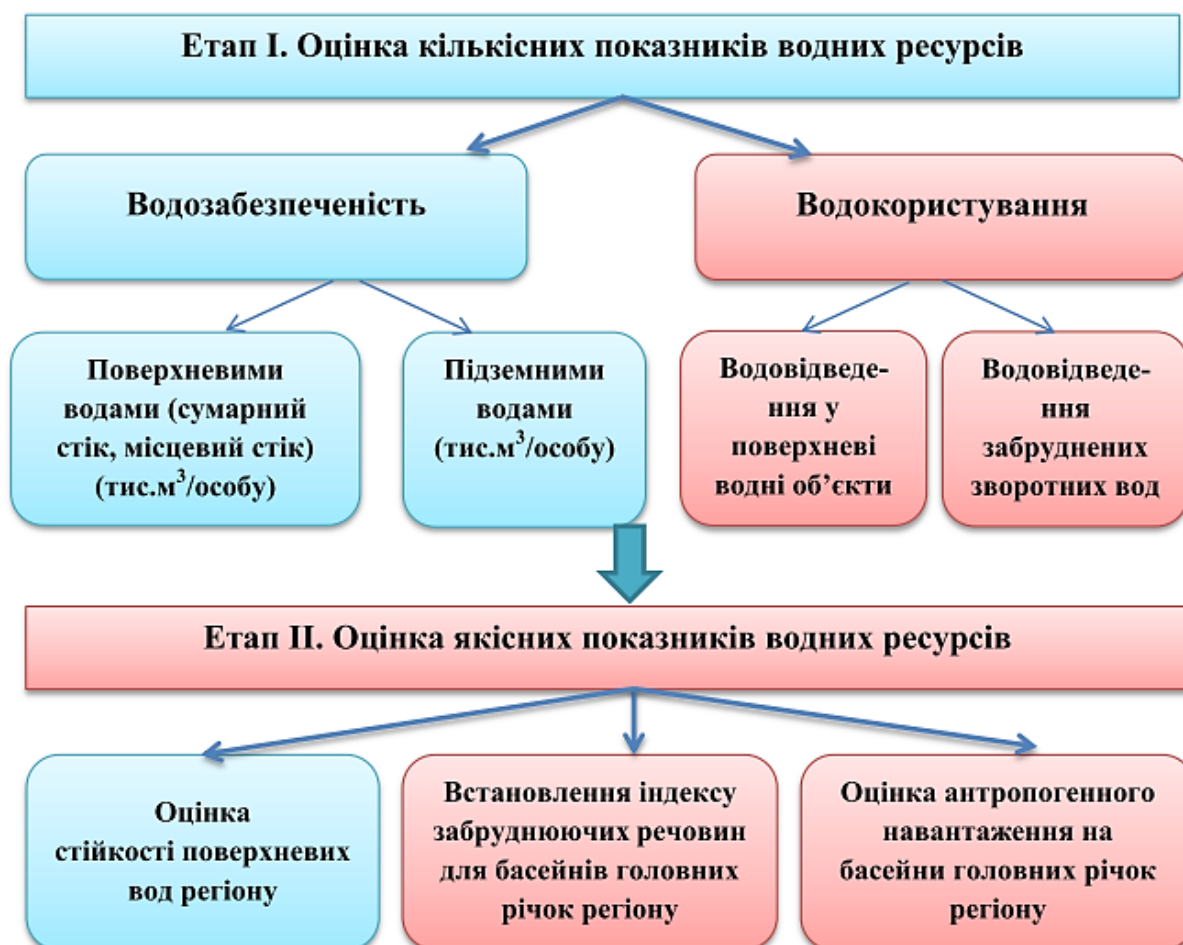 Етап І. Оцінка кількісних показників водних ресурсів
Водозабезпеченість
Водокористування
Поверхневими
водами (сумарний
стік, місцевий стік)
(тис.м³/особу)
Підземними
водами
(тис.м³/особу)
Водовідведе-
ння у
поверхневі
водні об’єкти
Водовідведе-
ння
забруднених
зворотних вод
Етап ІІ. Оцінка якісних показників водних ресурсів
Оцінка
стійкості поверхневих
вод регіону
Встановлення індексу
забруднюючих речовин
для басейнів головних
річок регіону
Оцінка антропогенного
навантаження на
басейни головних річок
регіону